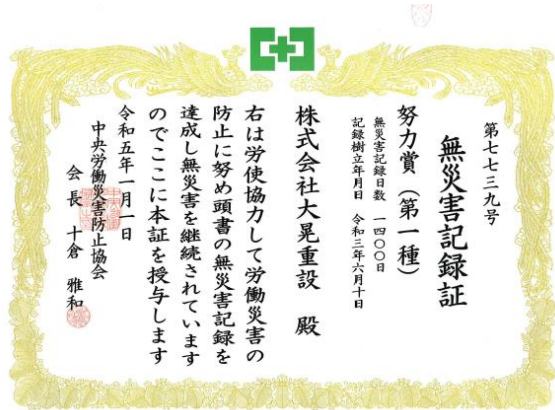 第七七三九号
無災害記録証
努力賞（第一種）
無災害記録日数 一四〇〇日
記録樹立年月日 令和三年六月十日
株式会社大晃重設 殿
右は労使協力して労働災害の
防止に努め頭書の無災害記録を
達成し無災害を継続されています
のでここに本証を授与します
令和五年一月一日
中央労働災害防止協会
会長 十倉 雅和